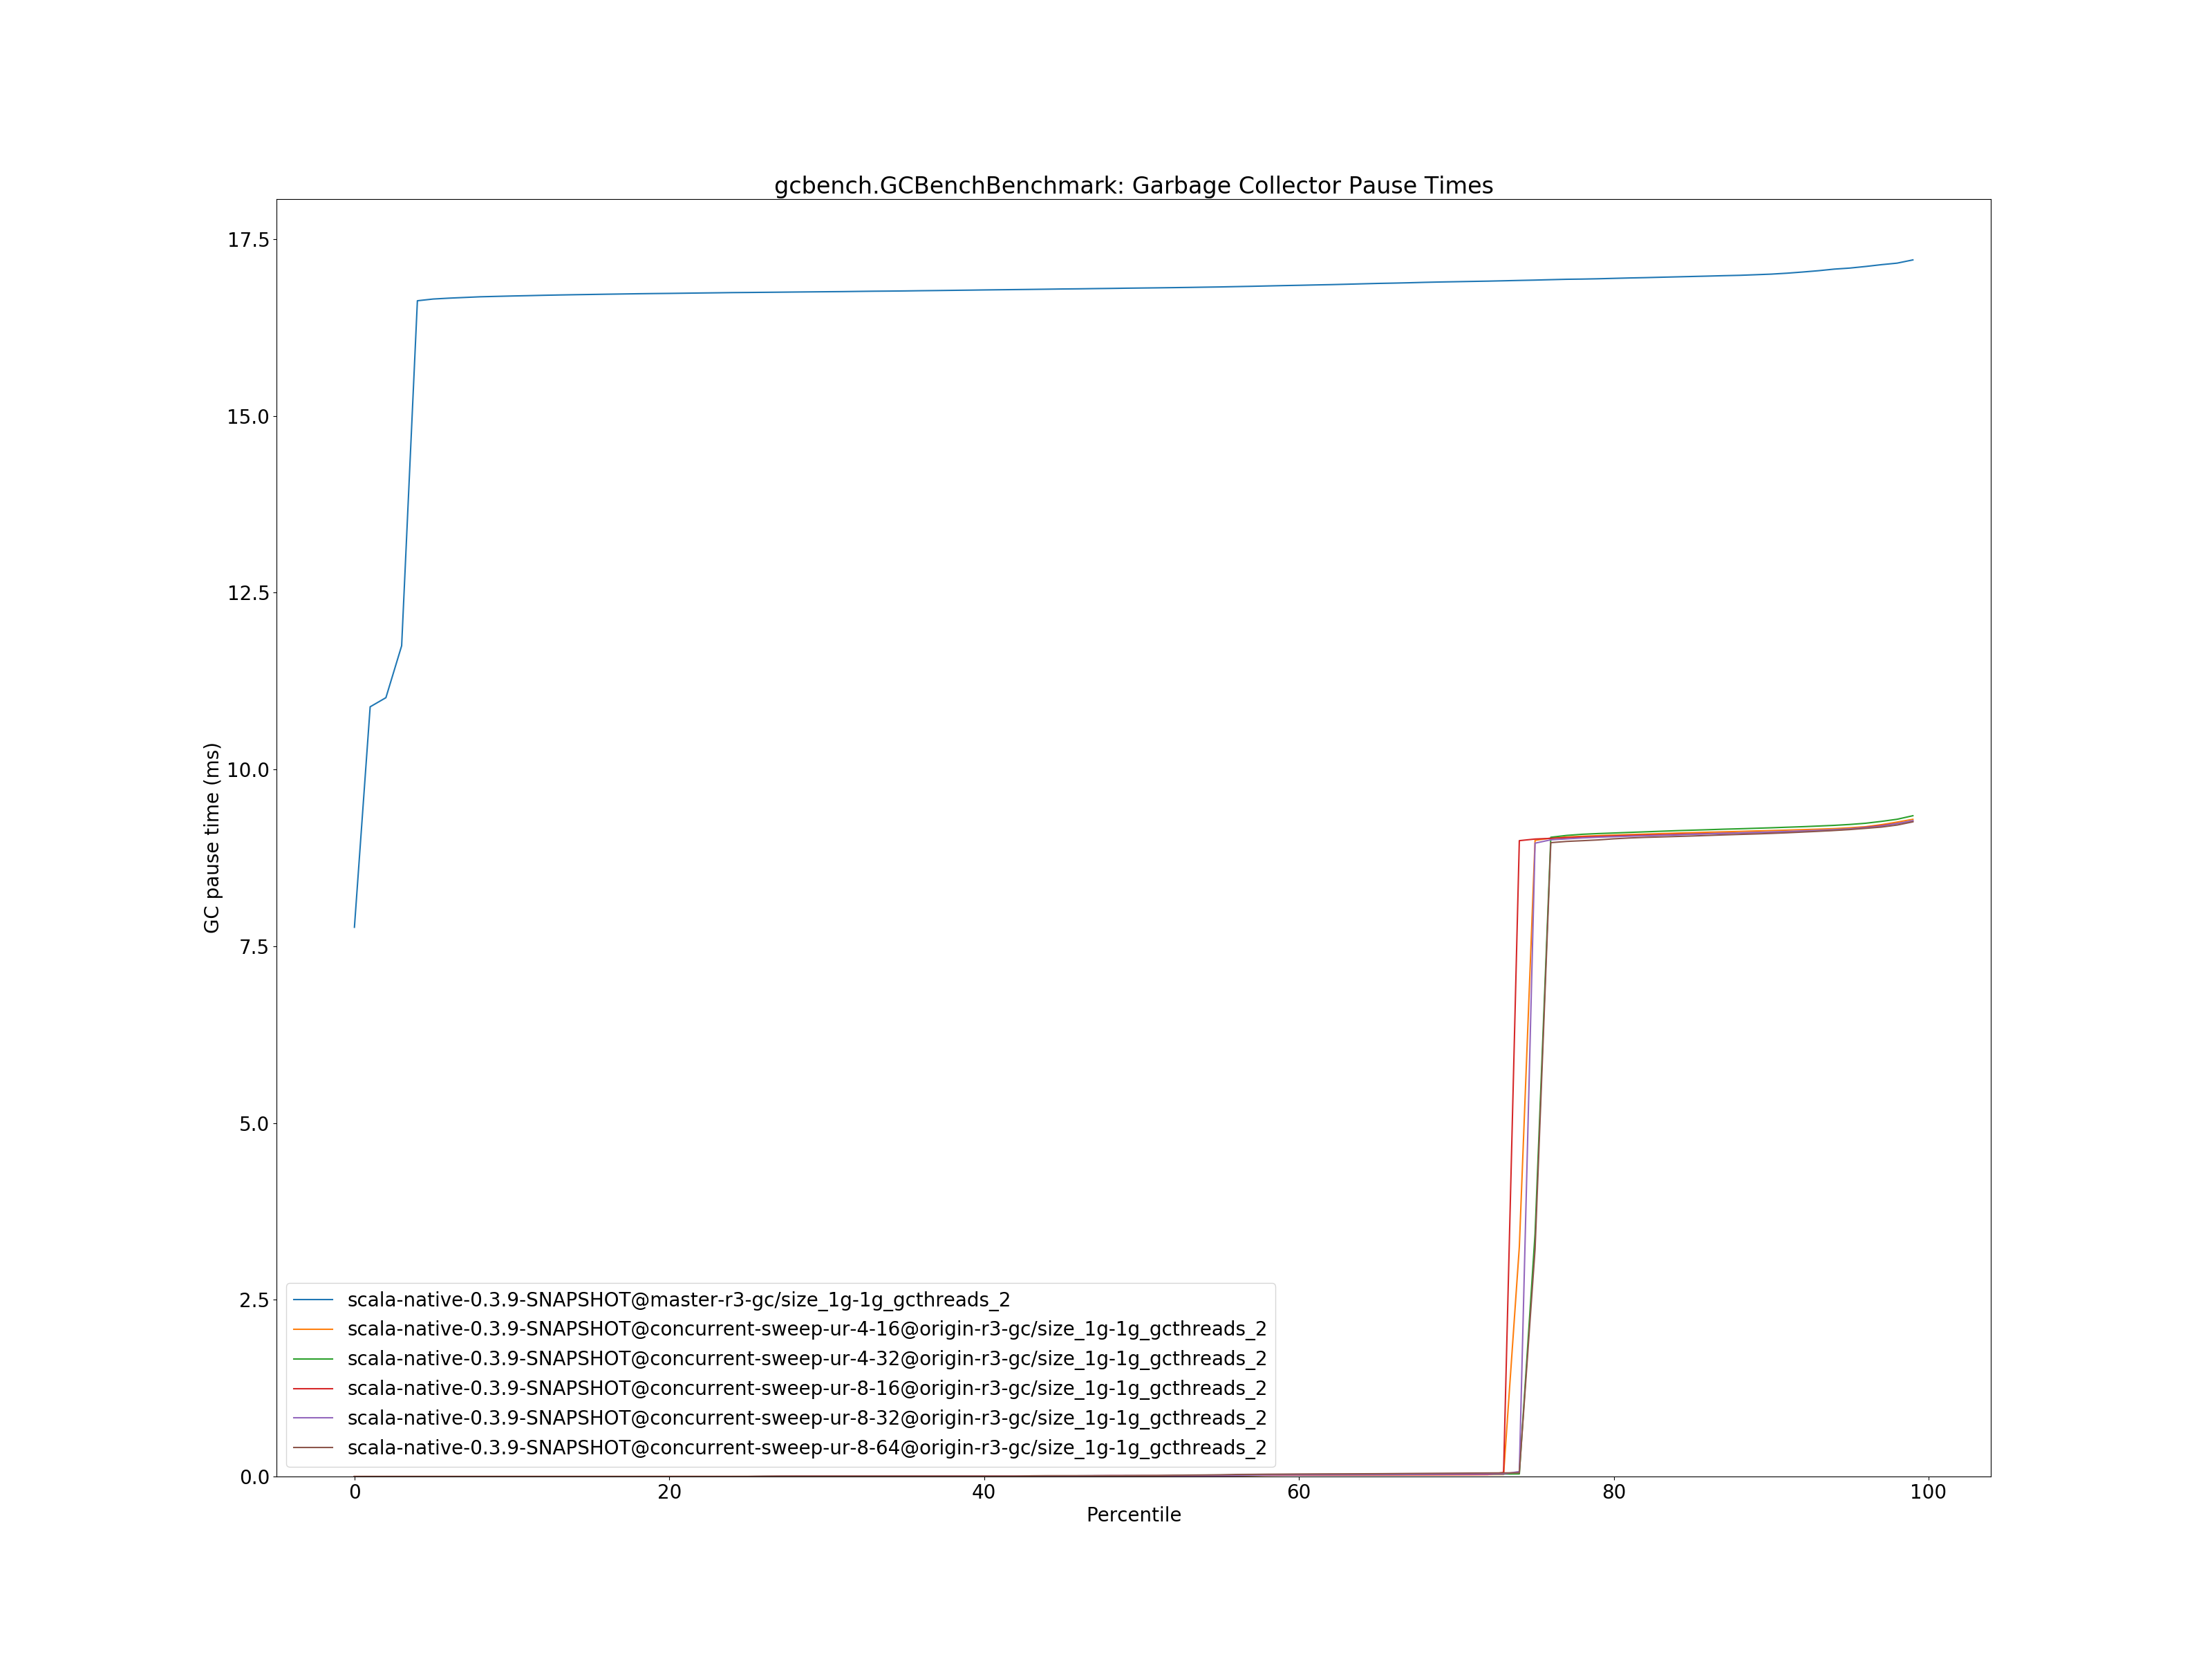 gcbench.GCBenchBenchmark: Garbage Collector Pause Times
GC pause time (ms)
17.5
15.0
12.5
10.0
7.5
5.0
2.5
0.0
scala-native-0.3.9-SNAPSHOT@master-r3-gc/size_1g-1g_gcthreads_2
scala-native-0.3.9-SNAPSHOT@concurrent-sweep-ur-4-16@origin-r3-gc/size_1g-1g_gcthreads_2
scala-native-0.3.9-SNAPSHOT@concurrent-sweep-ur-4-32@origin-r3-gc/size_1g-1g_gcthreads_2
scala-native-0.3.9-SNAPSHOT@concurrent-sweep-ur-8-16@origin-r3-gc/size_1g-1g_gcthreads_2
scala-native-0.3.9-SNAPSHOT@concurrent-sweep-ur-8-32@origin-r3-gc/size_1g-1g_gcthreads_2
scala-native-0.3.9-SNAPSHOT@concurrent-sweep-ur-8-64@origin-r3-gc/size_1g-1g_gcthreads_2
0 20 40 60 80 100
Percentile